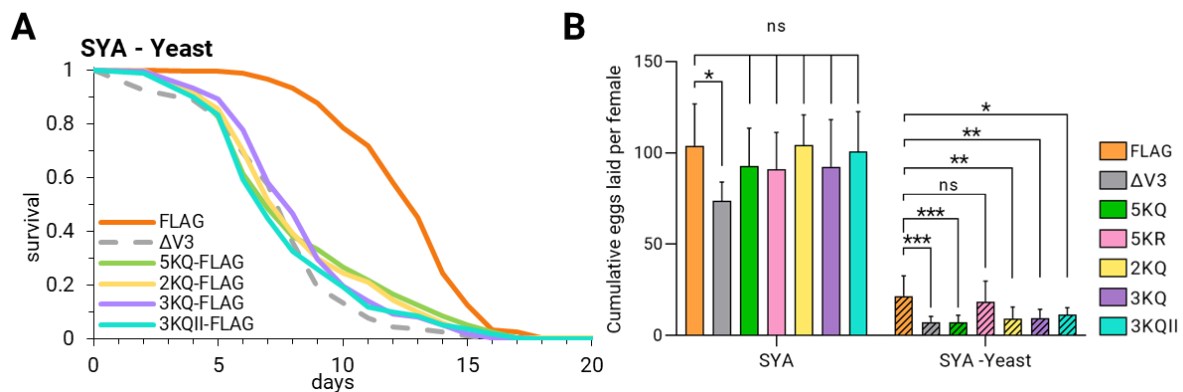 A
SYA - Yeast
survival
1
0.8
0.6
0.4
0.2
0
FLAG
ΔV3
5KQ-FLAG
2KQ-FLAG
3KQ-FLAG
3KQII-FLAG
0 5 10 15 20
days
B
Cumulative eggs laid per female
150
100
50
0
ns
*
*
**
**
ns
***
***
SYA SYA -Yeast
FLAG
ΔV3
5KQ
5KR
2KQ
3KQ
3KQII